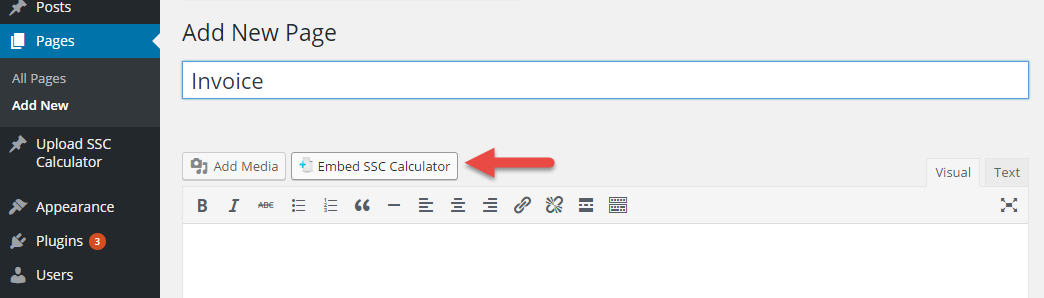 Posts
Pages
All Pages
Add New
Upload SSC
Calculator
Appearance
Plugins 3
Users
Add New Page
Invoice
Add Media Embed SSC Calculator
Visual Text
B I ABC